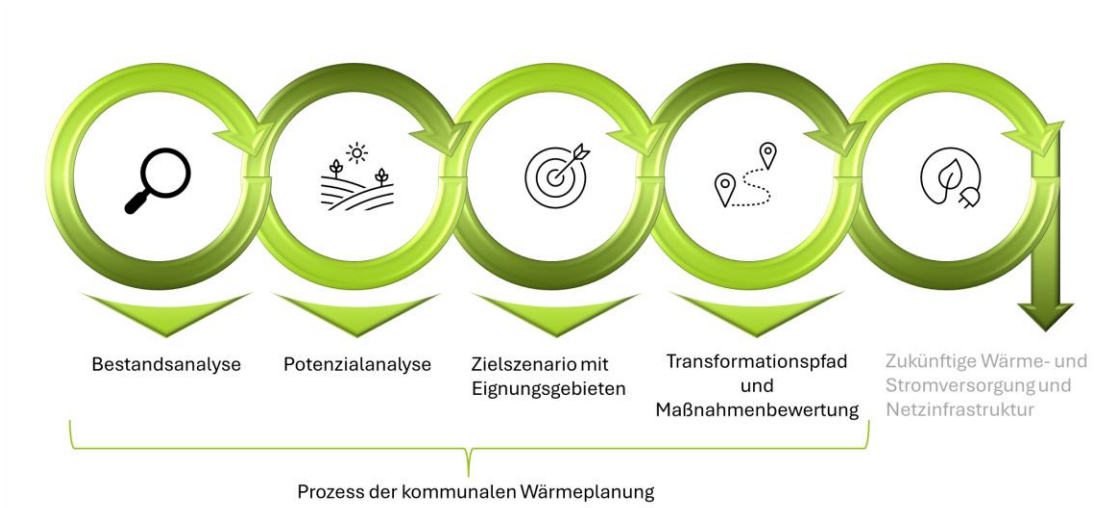 Bestandsanalyse
Potenzialanalyse
Zielszenario mit
Eignungsgebieten
Transformationspfad
und
Maßnahmenbewertung
Zukünftige Wärme- und
Stromversorgung und
Netzinfrastruktur
Prozess der kommunalen Wärmeplanung